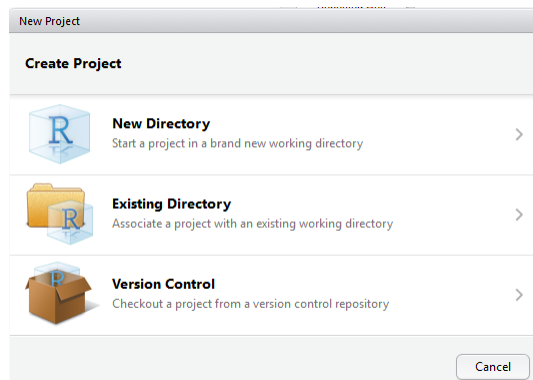 New Project
Create Project
R
New Directory
Start a project in a brand new working directory
R
Existing Directory
Associate a project with an existing working directory
R
Version Control
Checkout a project from a version control repository
Cancel